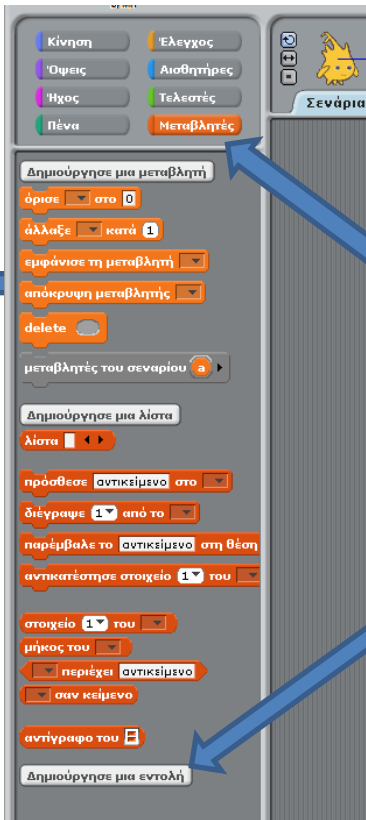 Κίνηση Έλεγχος
Όψεις Αισθητήρες
Ήχος Τελεστές
Πένα Μεταβλητές
Σενάρια
Δημιούργησε μια μεταβλητή
όρισε στο 0
άλλαξε κατά 1
εμφάνισε τη μεταβλητή
απόκρυψη μεταβλητής
delete
μεταβλητές του σεναρίου a
Δημιούργησε μια λίστα
λίστα
πρόσθεσε αντικείμενο στο
διέγραψε 1 από το
παρέμβαλε το αντικείμενο στη θέση
αντικατέστησε στοιχείο 1 του
στοιχείο 1 του
μήκος του
περιέχει αντικείμενο
σαν κείμενο
αντίγραφο του
Δημιούργησε μια εντολή